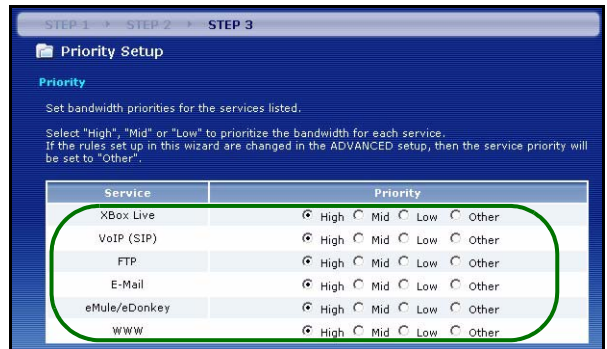 STEP 1 › STEP 2 › STEP 3
Priority Setup
Priority
Set bandwidth priorities for the services listed.
Select "High", "Mid" or "Low" to prioritize the bandwidth for each service.
If the rules set up in this wizard are changed in the ADVANCED setup, then the service priority will
be set to "Other".
Service Priority
XBox Live High Mid Low Other
VoIP (SIP) High Mid Low Other
FTP High Mid Low Other
E-Mail High Mid Low Other
eMule/eDonkey High Mid Low Other
WWW High Mid Low Other